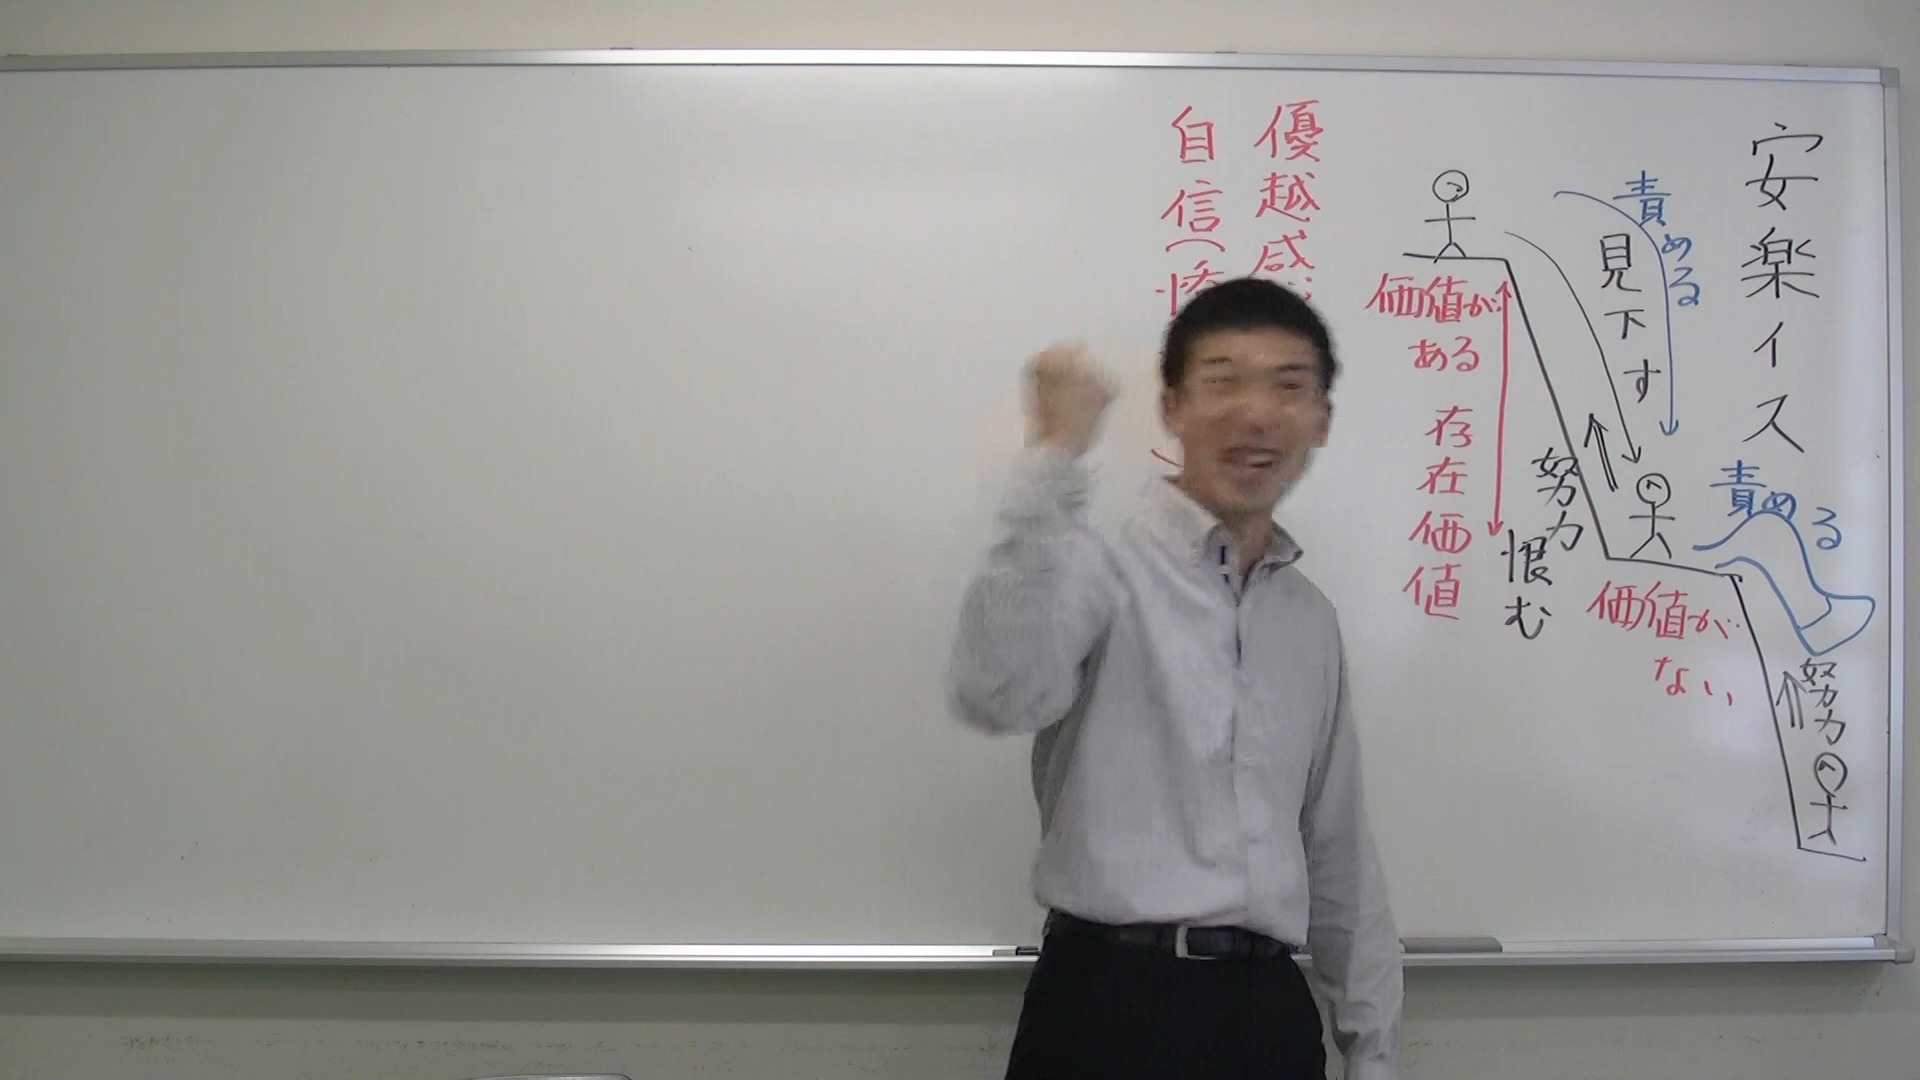 安楽イス
責める
見下す
責める
努力
努力
恨む
価値が
ある
存在価値
価値が
ない
優越感
自信(